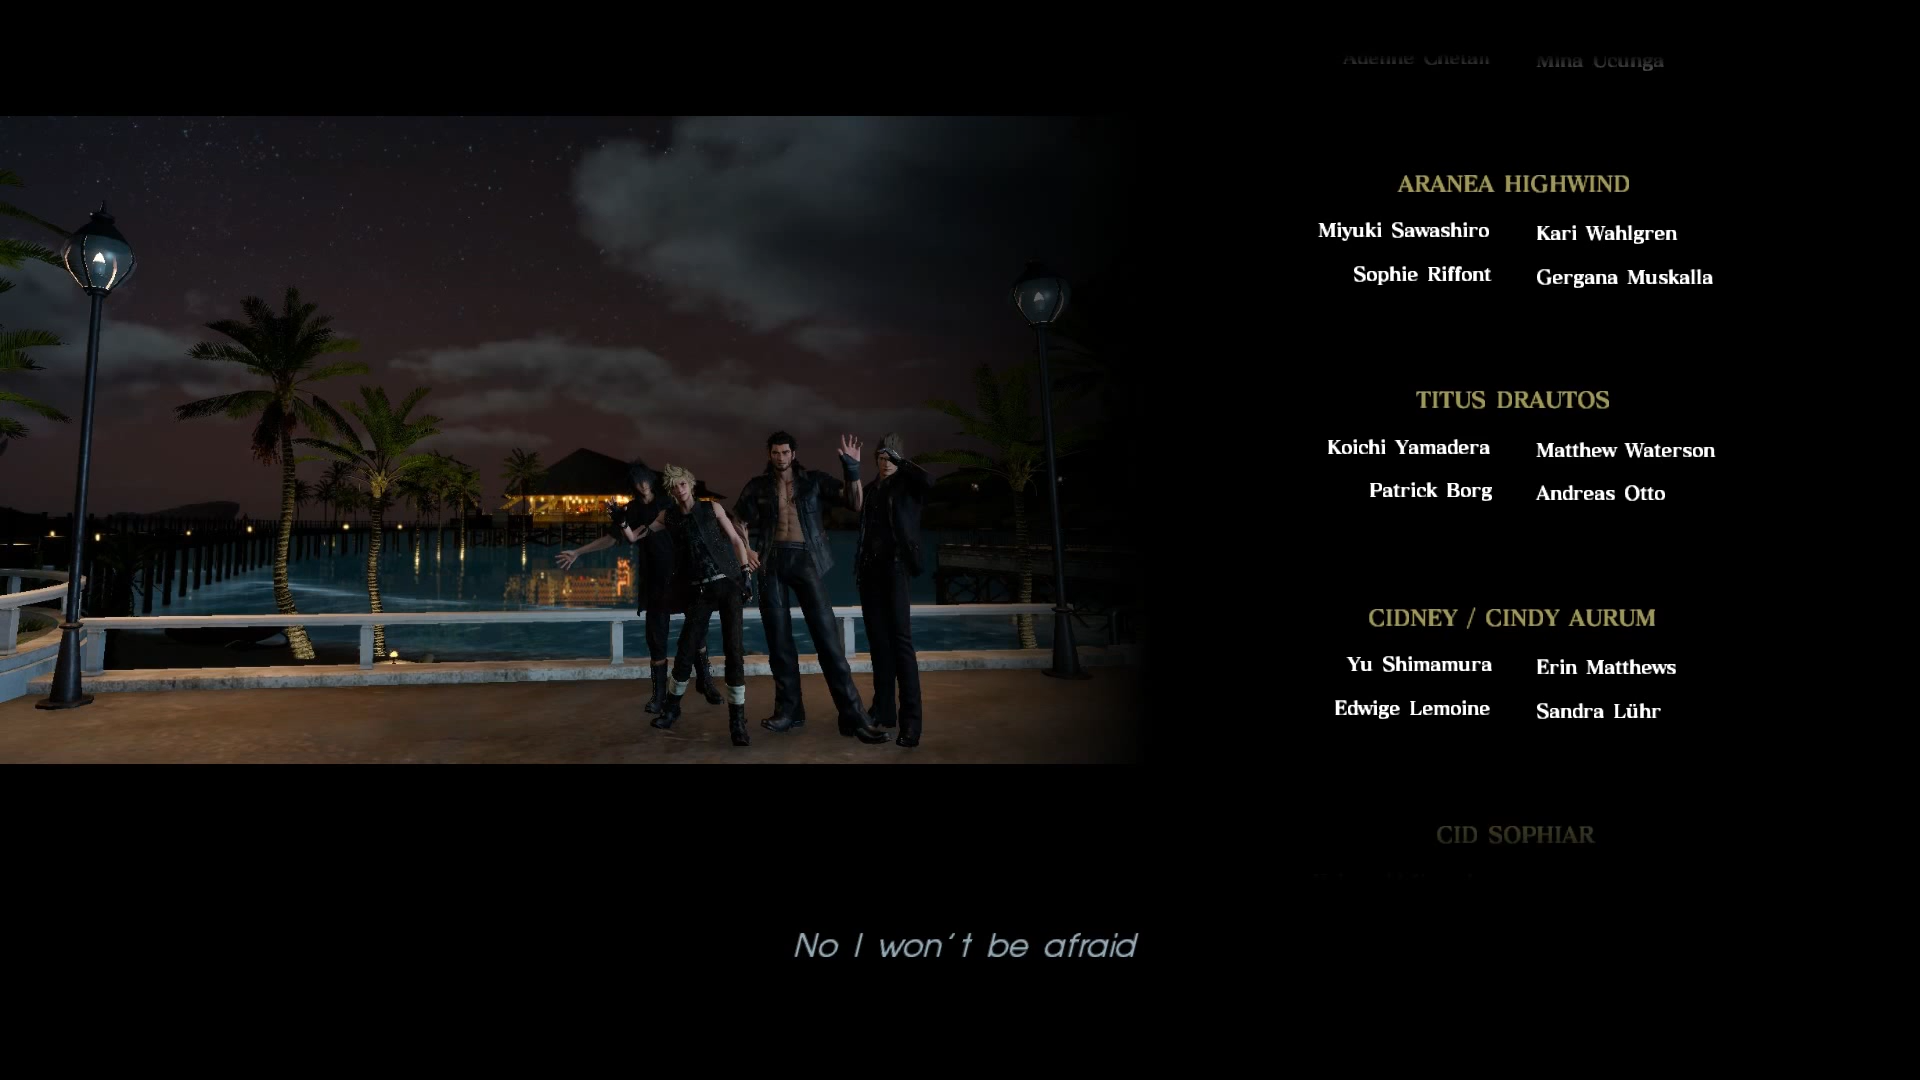 ARANEA HIGHWIND
Miyuki Sawashiro Kari Wahlgren
Sophie Riffont Gergana Muskalla
TITUS DRAUTOS
Koichi Yamadera Matthew Waterson
Patrick Borg Andreas Otto
CIDNEY / CINDY AURUM
Yu Shimamura Erin Matthews
Edwige Lemoine Sandra Lühr
CID SOPHIAR
No I won't be afraid